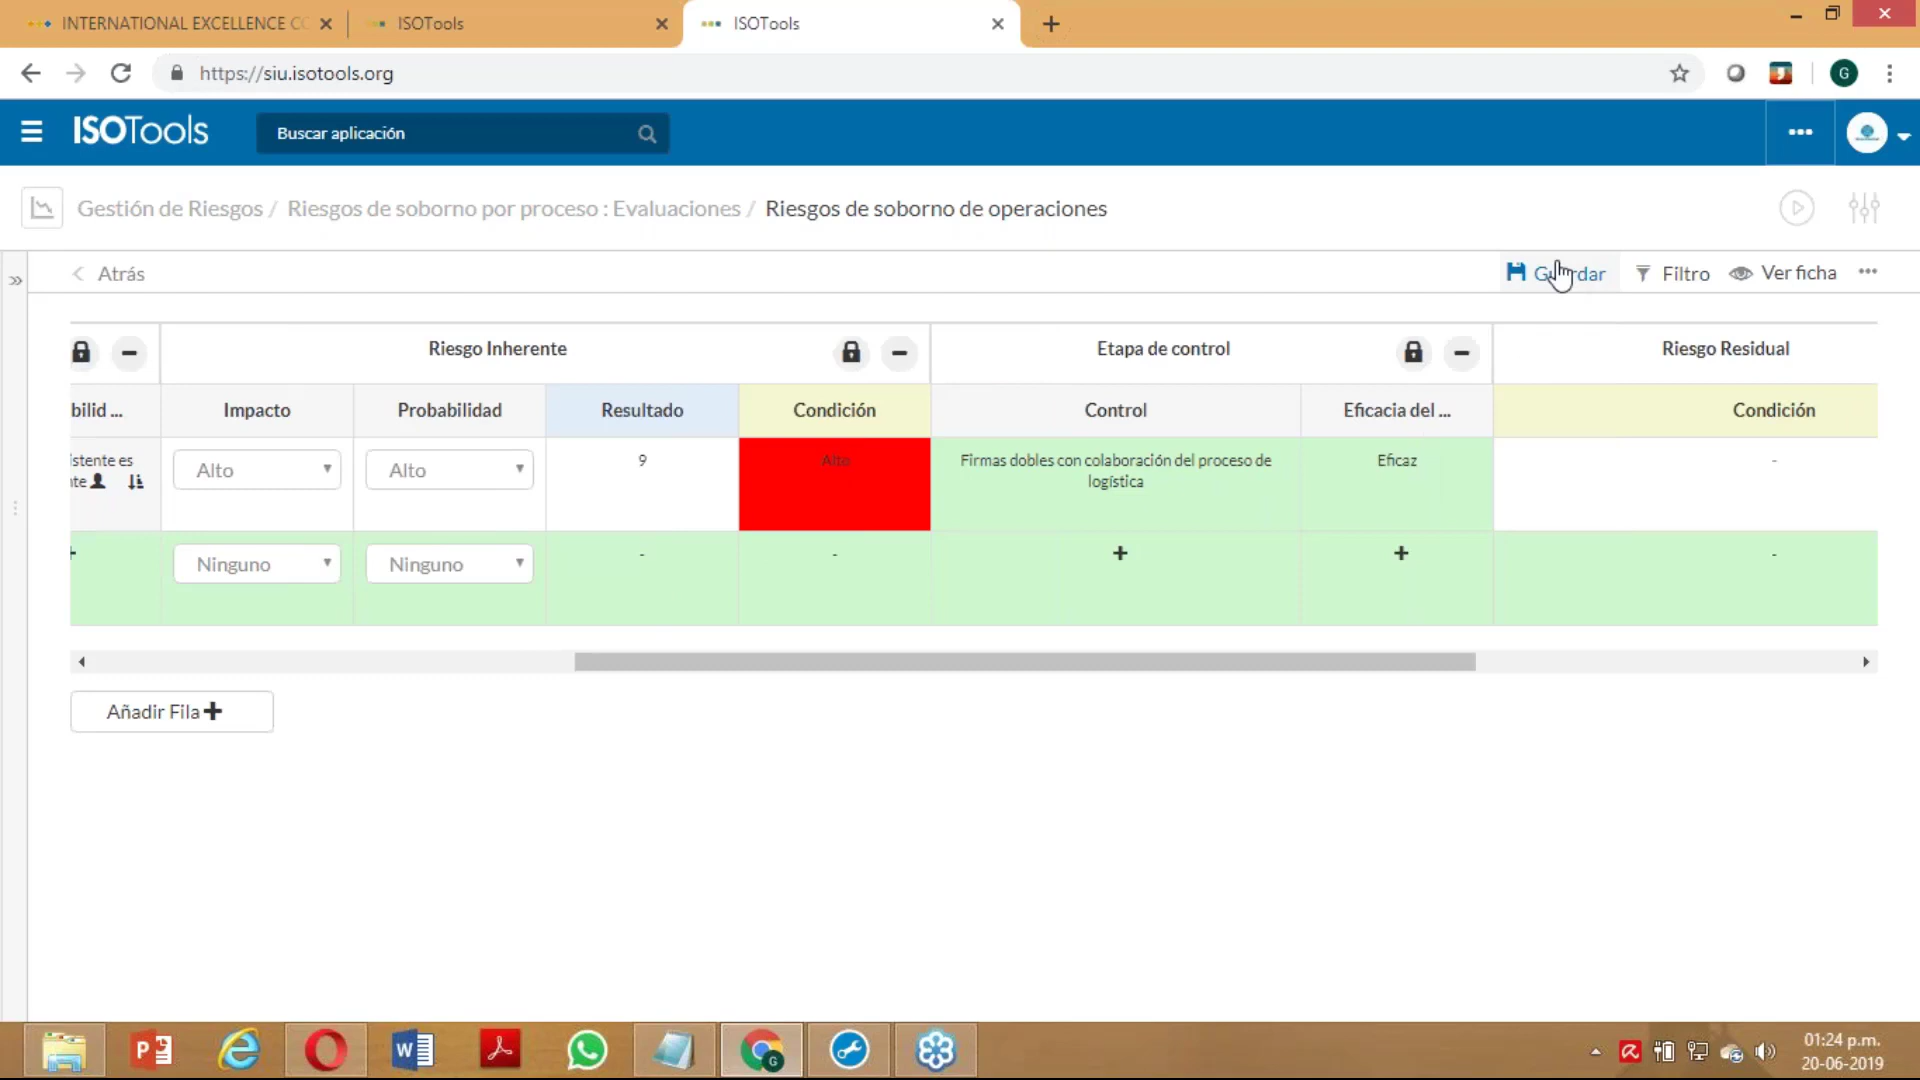 INTERNATIONAL EXCELLENCE CO
ISOTools
ISOTools
https://siu.isotools.org
G
ISOTools
Buscar aplicación
Gestión de Riesgos / Riesgos de soborno por proceso : Evaluaciones / Riesgos de soborno de operaciones
Atrás
Guardar
Filtro
Ver ficha
Riesgo Inherente
Etapa de control
Riesgo Residual
bilid ...
Impacto
Probabilidad
Resultado
Condición
Control
Eficacia del ...
Condición
istente es
nte
Alto
Alto
9
Alto
Firmas dobles con colaboración del proceso de
logística
Eficaz
-
Ninguno
Ninguno
-
-
-
Añadir Fila
01:24 p.m.
20-06-2019